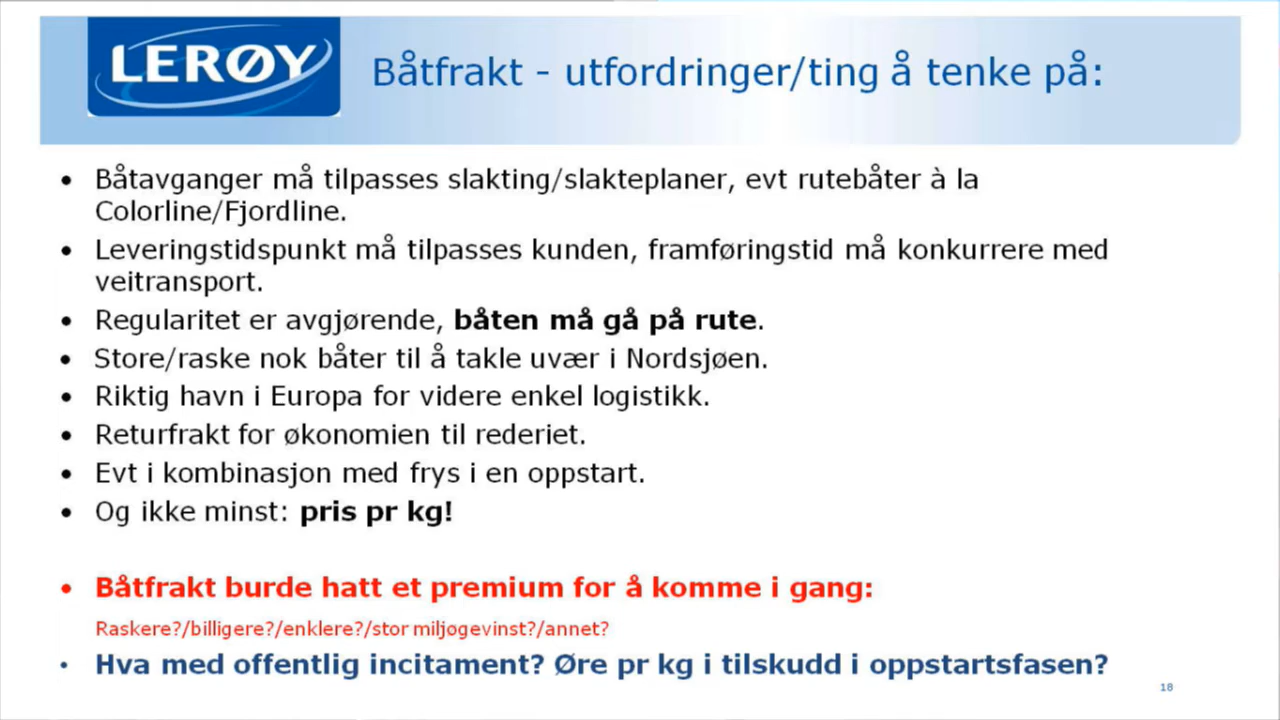 LERØY
Båtfrakt - utfordringer/ting å tenke på:
• Båtavganger må tilpasses slakting/slakteplaner, evt rutebåter à la
Colorline/Fjordline.
• Leveringstidspunkt må tilpasses kunden, framføringstid må konkurrere med
veitransport.
• Regularitet er avgjørende, båten må gå på rute.
• Store/raske nok båter til å takle uvær i Nordsjøen.
• Riktig havn i Europa for videre enkel logistikk.
• Returfrakt for økonomien til rederiet.
• Evt i kombinasjon med frys i en oppstart.
• Og ikke minst: pris pr kg!
• Båtfrakt burde hatt et premium for å komme i gang:
Raskere?/billigere?/enklere?/stor miljøgevinst?/annet?
• Hva med offentlig incitament? Øre pr kg i tilskudd i oppstartsfasen?
18